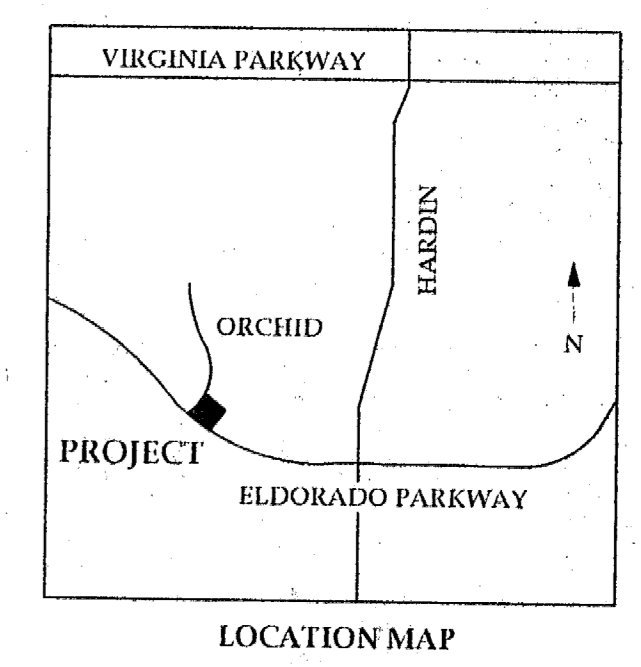 VIRGINIA PARKWAY
HARDIN
ORCHID
N
PROJECT
ELDORADO PARKWAY
LOCATION MAP